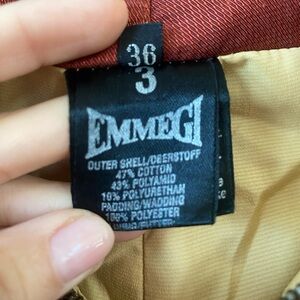 36
3
EMMEGI
OUTER SHELL/OBERSTOFF
47% COTTON
43% POLYAMID
10% POLYURETHAN
PADDING/WADDING
100% POLYESTER